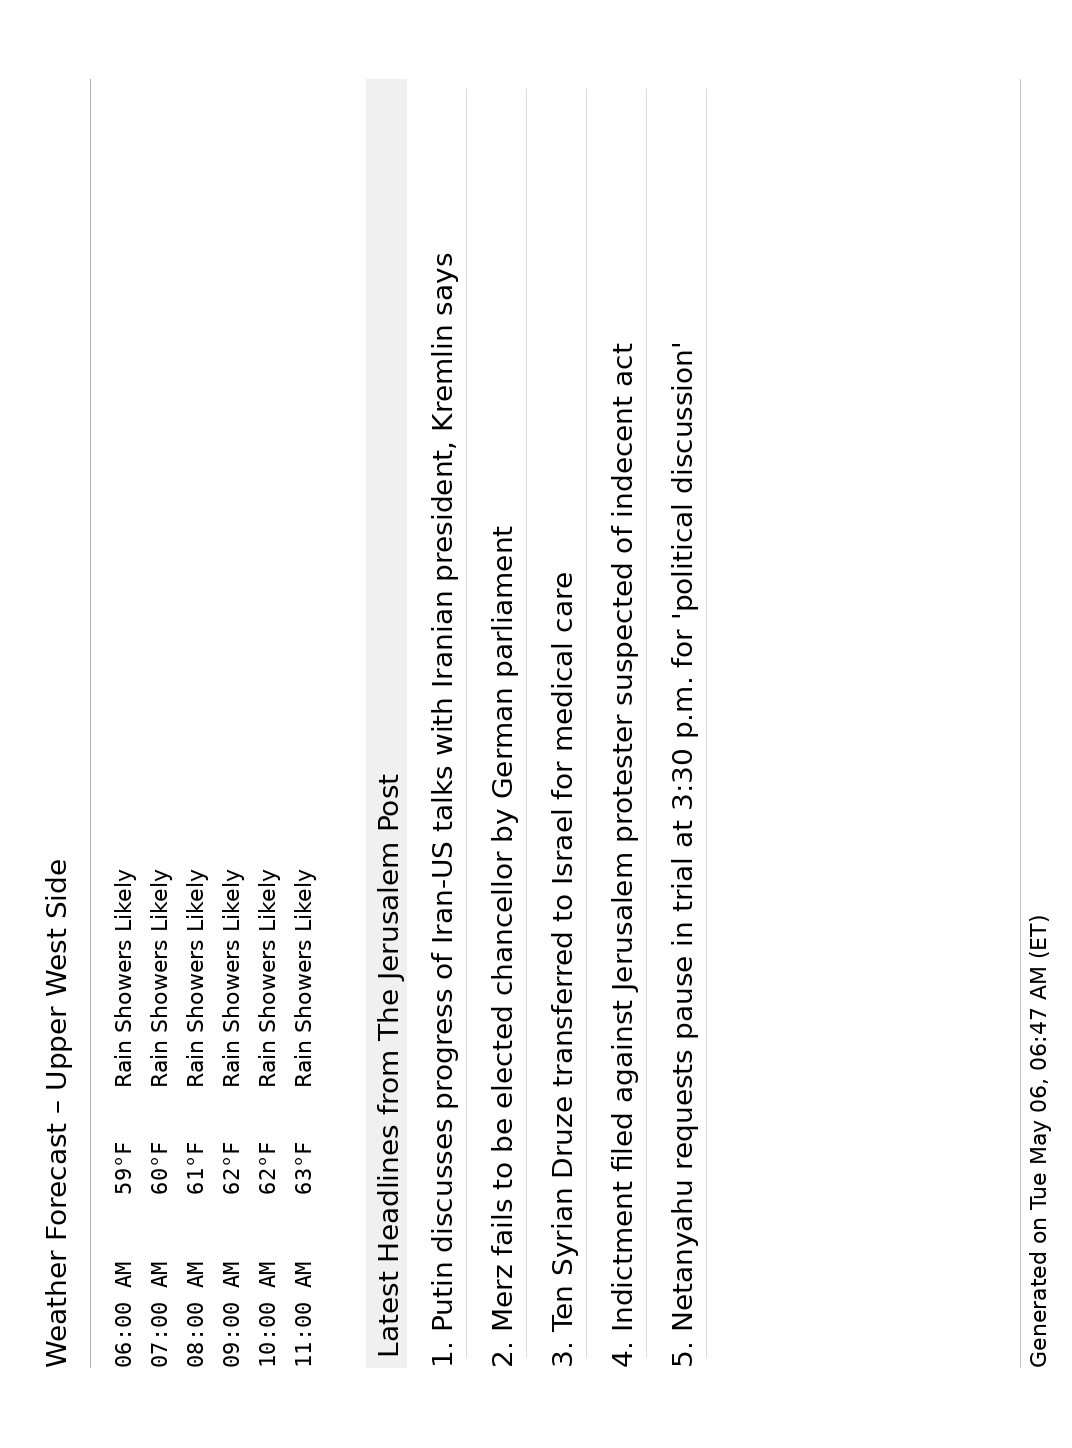 Weather Forecast – Upper West Side
06:00 AM 59°F Rain Showers Likely
07:00 AM 60°F Rain Showers Likely
08:00 AM 61°F Rain Showers Likely
09:00 AM 62°F Rain Showers Likely
10:00 AM 62°F Rain Showers Likely
11:00 AM 63°F Rain Showers Likely
Latest Headlines from The Jerusalem Post
1. Putin discusses progress of Iran-US talks with Iranian president, Kremlin says
2. Merz fails to be elected chancellor by German parliament
3. Ten Syrian Druze transferred to Israel for medical care
4. Indictment filed against Jerusalem protester suspected of indecent act
5. Netanyahu requests pause in trial at 3:30 p.m. for 'political discussion'
Generated on Tue May 06, 06:47 AM (ET)